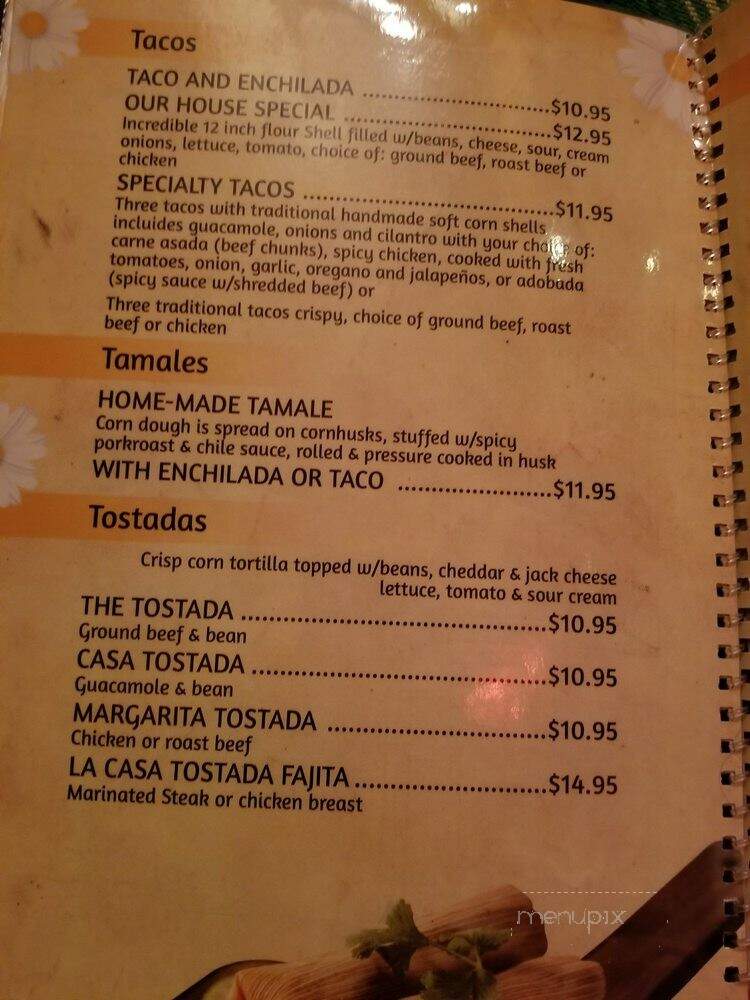 Tacos
TACO AND ENCHILADA ........................$10.95
OUR HOUSE SPECIAL ...........................$12.95
Incredible 12 inch flour Shell filled w/beans, cheese, sour, cream
onions, lettuce, tomato, choice of: ground beef, roast beef or
chicken
SPECIALTY TACOS .................................$11.95
Three tacos with traditional handmade soft corn shells
incluides guacamole, onions and cilantro with your choice of:
carne asada (beef chunks), spicy chicken, cooked with fresh
tomatoes, onion, garlic, oregano and jalapeños, or adobada
(spicy sauce w/shredded beef) or
Three traditional tacos crispy, choice of ground beef, roast
beef or chicken
Tamales
HOME-MADE TAMALE
Corn dough is spread on cornhusks, stuffed w/spicy
porkroast & chile sauce, rolled & pressure cooked in husk
WITH ENCHILADA OR TACO ....................$11.95
Tostadas
Crisp corn tortilla topped w/beans, cheddar & jack cheese
lettuce, tomato & sour cream
THE TOSTADA ........................................$10.95
Ground beef & bean
CASA TOSTADA ......................................$10.95
Guacamole & bean
MARGARITA TOSTADA ............................$10.95
Chicken or roast beef
LA CASA TOSTADA FAJITA .........................$14.95
Marinated Steak or chicken breast
menupix